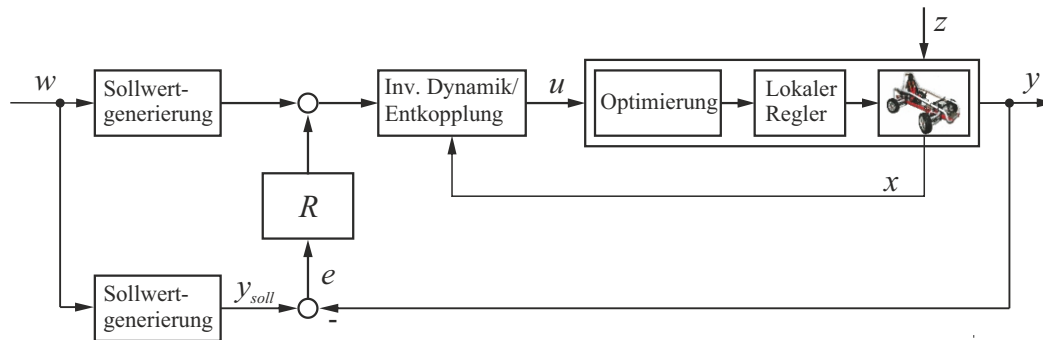 z
w
Sollwert-
generierung
Inv. Dynamik/
Entkopplung
u
Optimierung
Lokaler
Regler
y
x
R
e
Sollwert-
generierung
y_soll
-